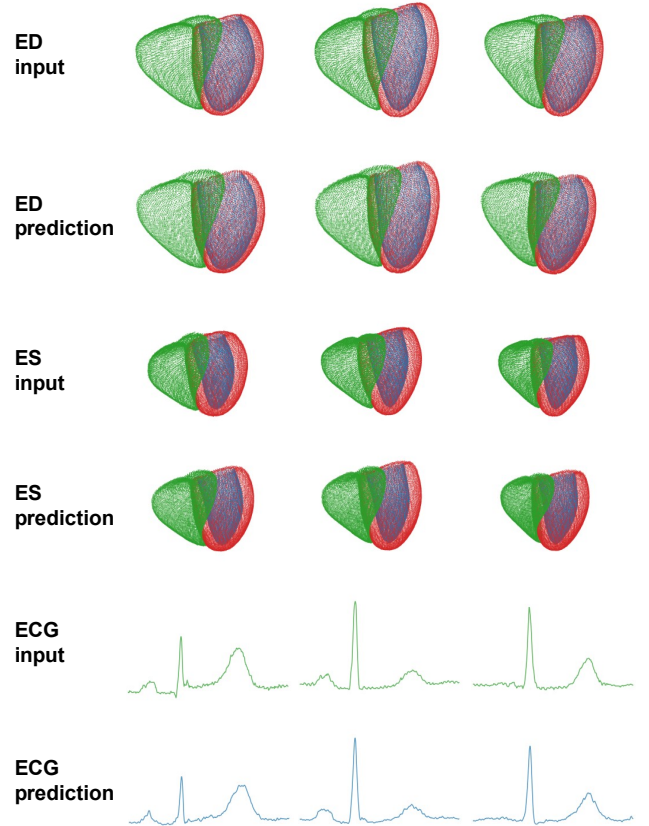 ED
input
ED
prediction
ES
input
ES
prediction
ECG
input
ECG
prediction